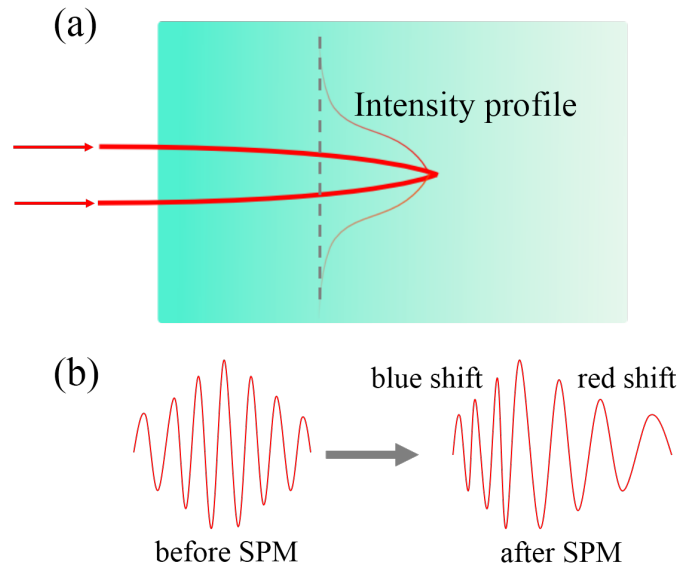 (a)
Intensity profile
(b)
blue shift
red shift
before SPM
after SPM